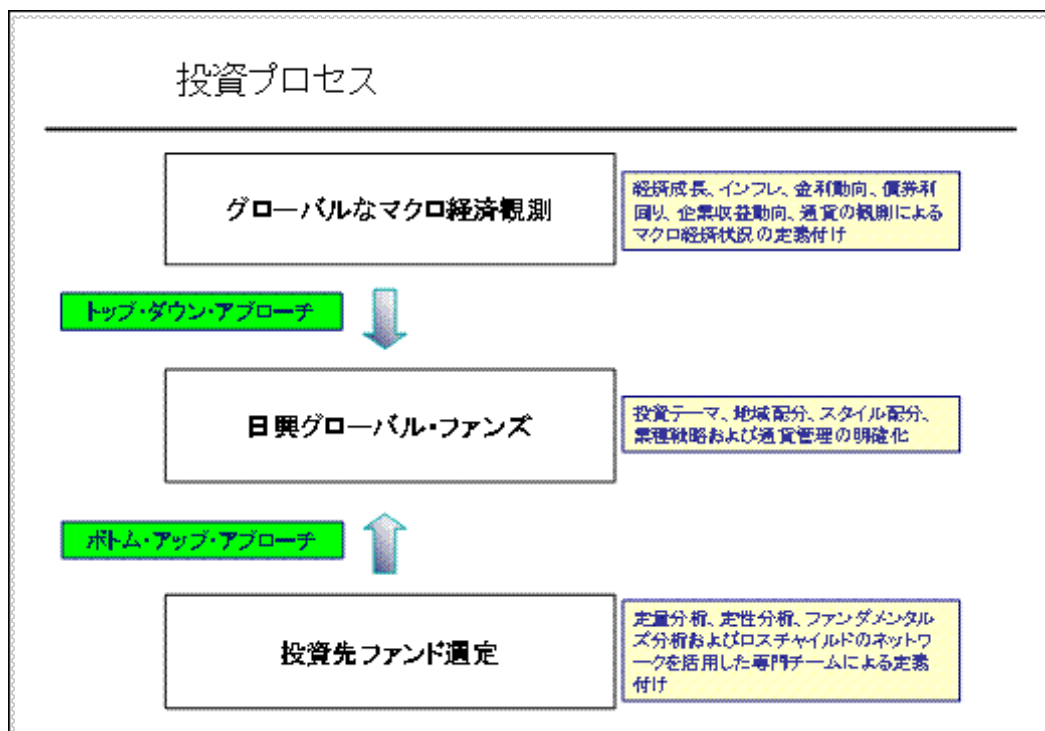 投資プロセス
グローバルなマクロ経済観測
経済成長、インフレ、金利動向、債券利
回り、企業収益動向、通貨の観測による
マクロ経済状況の定義付け
トップ・ダウン・アプローチ
日興グローバル・ファンズ
投資テーマ、地域配分、スタイル配分、
業種戦略および通貨管理の明確化
ボトム・アップ・アプローチ
投資先ファンド選定
定量分析、定性分析、ファンダメンタル
ズ分析およびロスチャイルドのネットワ
ークを活用した専門チームによる定義
付け